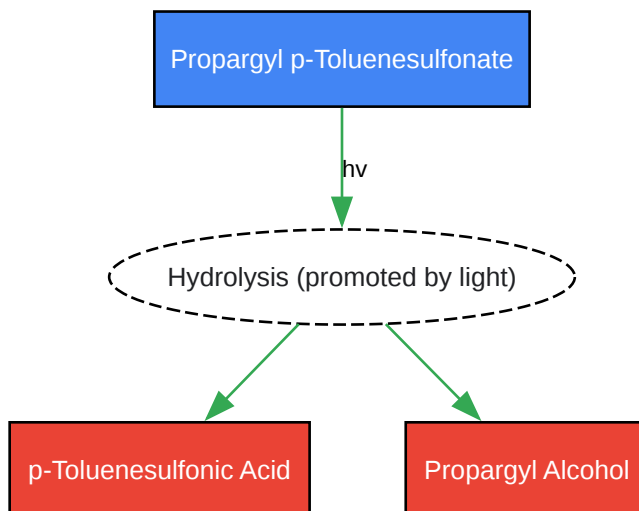 Propargyl p-Toluenesulfonate
hv
Hydrolysis (promoted by light)
p-Toluenesulfonic Acid
Propargyl Alcohol